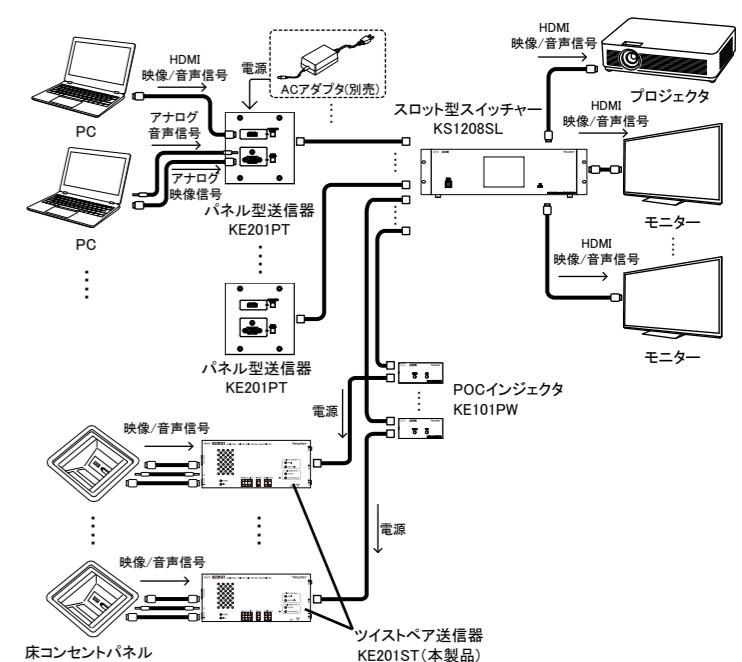 HDMI
映像/音声信号
電源
ACアダプタ(別売)
HDMI
映像/音声信号
プロジェクタ
PC
アナログ
音声信号
スロット型スイッチャー
KS1208SL
HDMI
映像/音声信号
アナログ
映像信号
PC
パネル型送信器
KE201PT
モニター
HDMI
映像/音声信号
パネル型送信器
KE201PT
モニター
POCインジェクタ
KE101PW
電源
映像/音声信号
電源
映像/音声信号
床コンセントパネル
ツイストペア送信器
KE201ST(本製品)